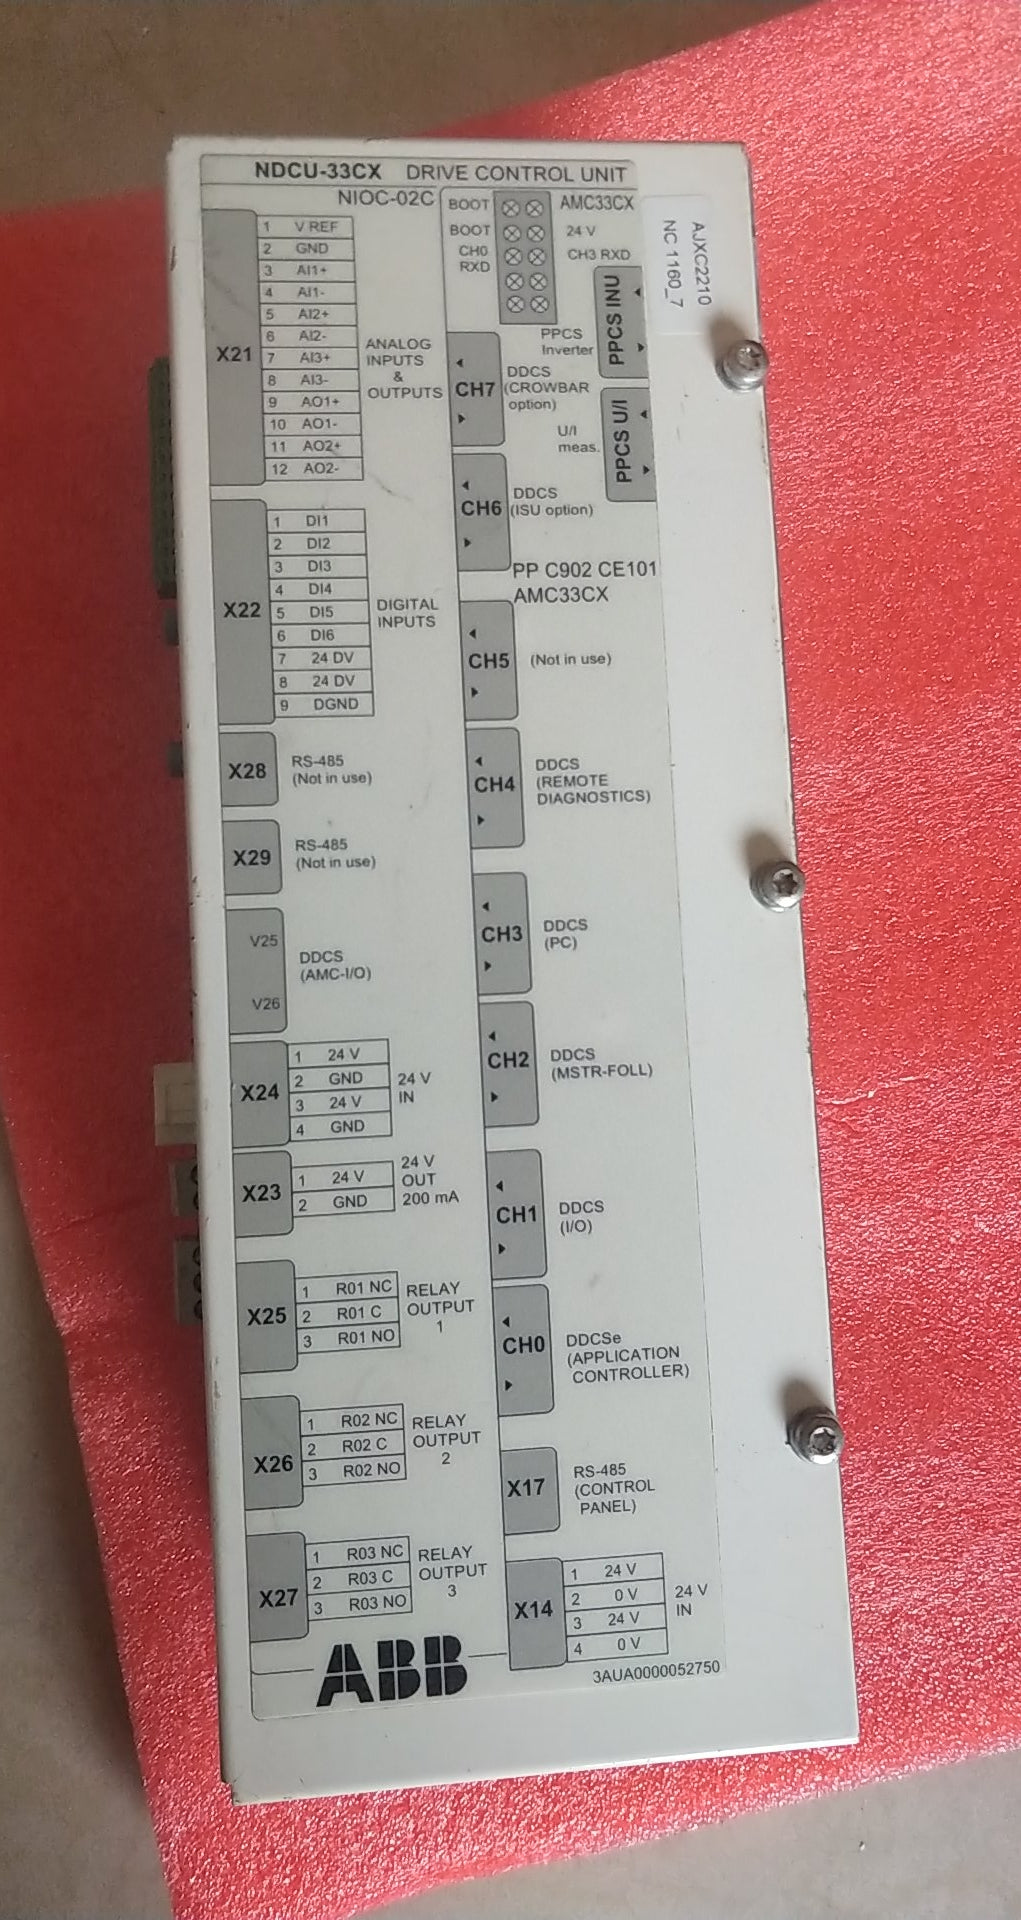 NDCU-33CX DRIVE CONTROL UNIT
NIOC-02C
X21
1 V REF
2 GND
3 AI1+
4 AI1-
5 AI2+
6 AI2-
7 AI3+
8 AI3-
9 AO1+
10 AO1-
11 AO2+
12 AO2-
ANALOG
INPUTS
&
OUTPUTS
X22
1 DI1
2 DI2
3 DI3
4 DI4
5 DI5
6 DI6
7 24 DV
8 24 DV
9 DGND
DIGITAL
INPUTS
X28
RS-485
(Not in use)
X29
RS-485
(Not in use)
V25
V26
DDCS
(AMC-I/O)
X24
1 24 V
2 GND
3 24 V
4 GND
24 V
IN
X23
1 24 V
2 GND
24 V
OUT
200 mA
X25
1 R01 NC
2 R01 C
3 R01 NO
RELAY
OUTPUT
1
X26
1 R02 NC
2 R02 C
3 R02 NO
RELAY
OUTPUT
2
X27
1 R03 NC
2 R03 C
3 R03 NO
RELAY
OUTPUT
3
ABB
BOOT
AMC33CX
BOOT
24 V
CH0
RXD
CH3 RXD
PPCS
Inverter
PPCS INU
CH7
DDCS
(CROWBAR
option)
U/I
meas.
PPCS U/I
CH6
DDCS
(ISU option)
PP C902 CE101
AMC33CX
CH5
(Not in use)
CH4
DDCS
(REMOTE
DIAGNOSTICS)
CH3
DDCS
(PC)
CH2
DDCS
(MSTR-FOLL)
CH1
DDCS
(I/O)
CH0
DDCSe
(APPLICATION
CONTROLLER)
X17
RS-485
(CONTROL
PANEL)
X14
1 24 V
2 0 V
3 24 V
4 0 V
24 V
IN
3AUA0000052750
AJXC2210
NC 1160_7